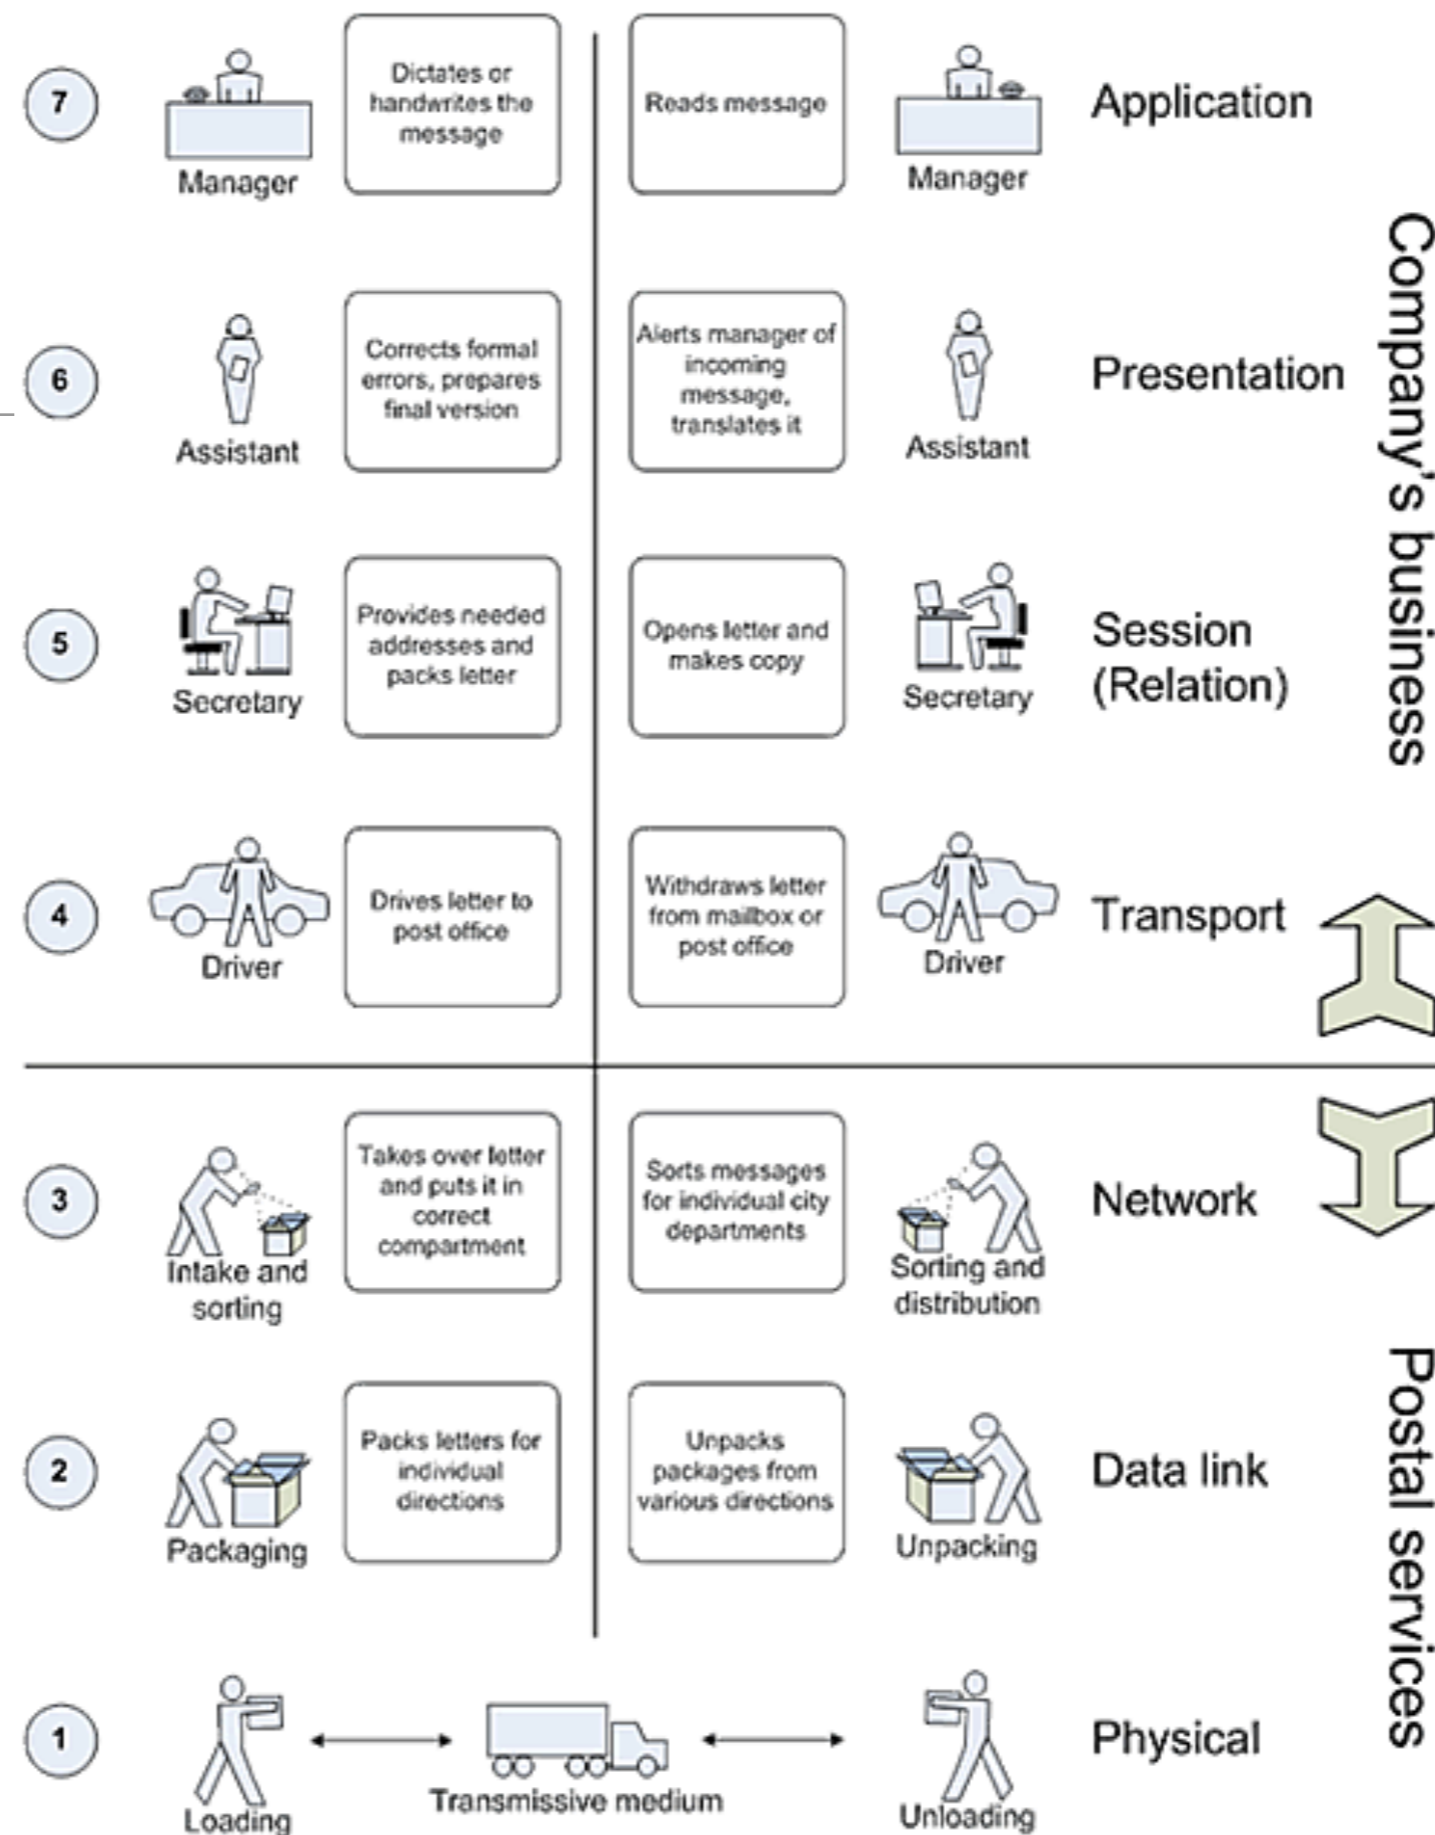 7
Manager
Dictates or
handwrites the
message
Reads message
Manager
Application
6
Assistant
Corrects formal
errors, prepares
final version
Alerts manager of
incoming
message,
translates it
Assistant
Presentation
5
Secretary
Provides needed
addresses and
packs letter
Opens letter and
makes copy
Secretary
Session
(Relation)
Company's business
4
Driver
Drives letter to
post office
Withdraws letter
from mailbox or
post office
Driver
Transport
3
Intake and
sorting
Takes over letter
and puts it in
correct
compartment
Sorts messages
for individual city
departments
Sorting and
distribution
Network
2
Packaging
Packs letters for
individual
directions
Unpacks
packages from
various directions
Unpacking
Data link
Postal services
1
Loading
Transmissive medium
Unloading
Physical